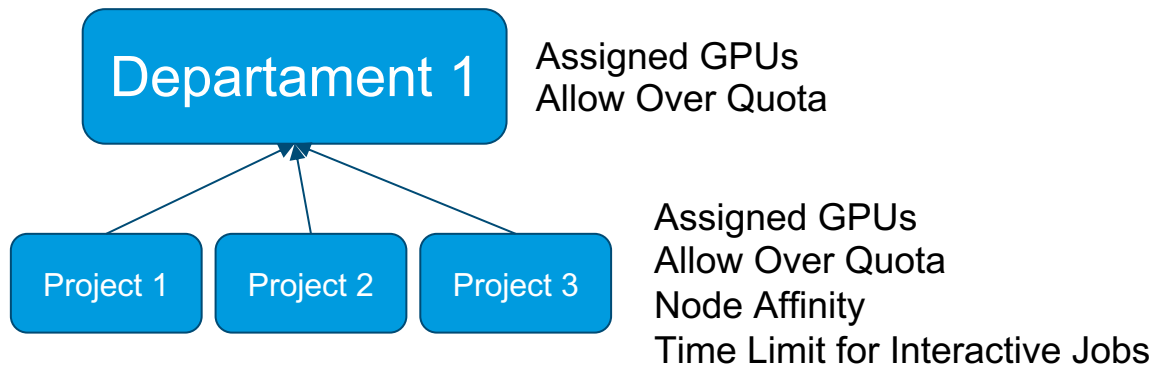 Departament 1
Assigned GPUs
Allow Over Quota
Project 1
Project 2
Project 3
Assigned GPUs
Allow Over Quota
Node Affinity
Time Limit for Interactive Jobs